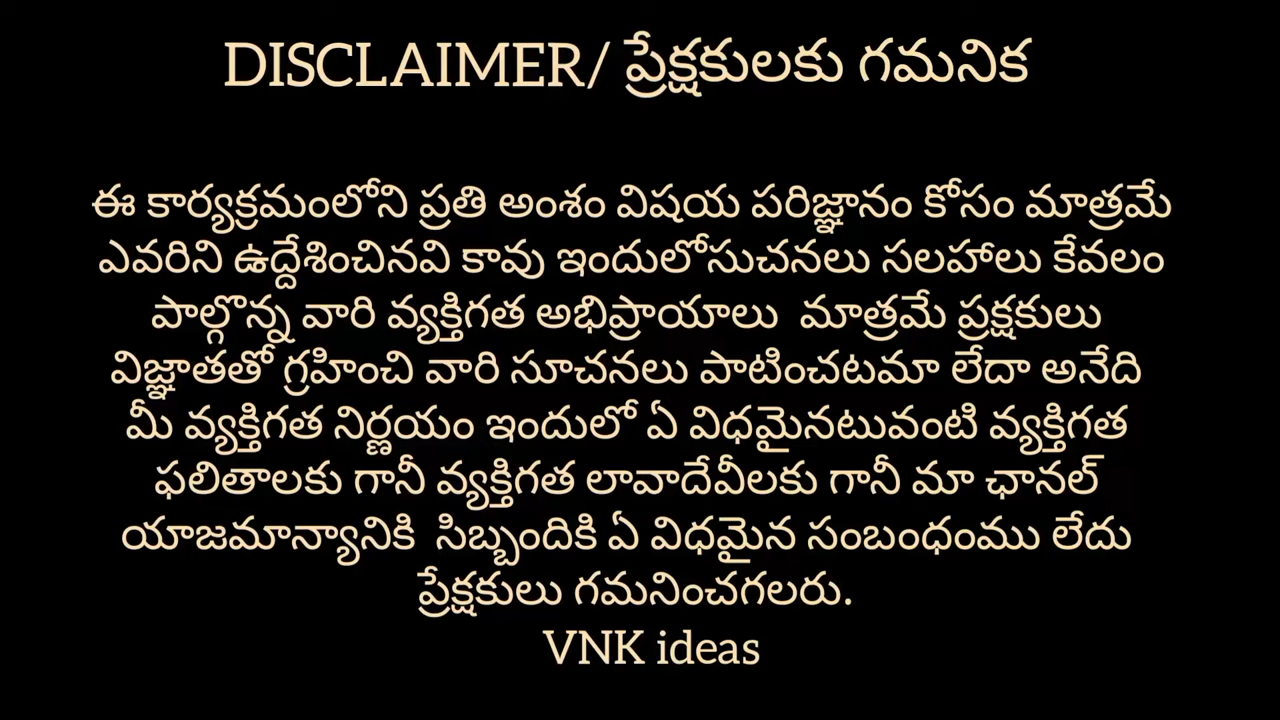 DISCLAIMER/ ప్రేక్షకులకు గమనిక
ఈ కార్యక్రమంలోని ప్రతి అంశం విషయ పరిజ్ఞానం కోసం మాత్రమే
ఎవరిని ఉద్దేశించినవి కావు ఇందులోసుచనలు సలహాలు కేవలం
పాల్గొన్న వారి వ్యక్తిగత అభిప్రాయాలు మాత్రమే ప్రక్షకులు
విజ్ఞాతతో గ్రహించి వారి సూచనలు పాటించటమా లేదా అనేది
మీ వ్యక్తిగత నిర్ణయం ఇందులో ఏ విధమైనటువంటి వ్యక్తిగత
ఫలితాలకు గానీ వ్యక్తిగత లావాదేవీలకు గానీ మా ఛానల్
యాజమాన్యానికి సిబ్బందికి ఏ విధమైన సంబంధంము లేదు
ప్రేక్షకులు గమనించగలరు.
VNK ideas